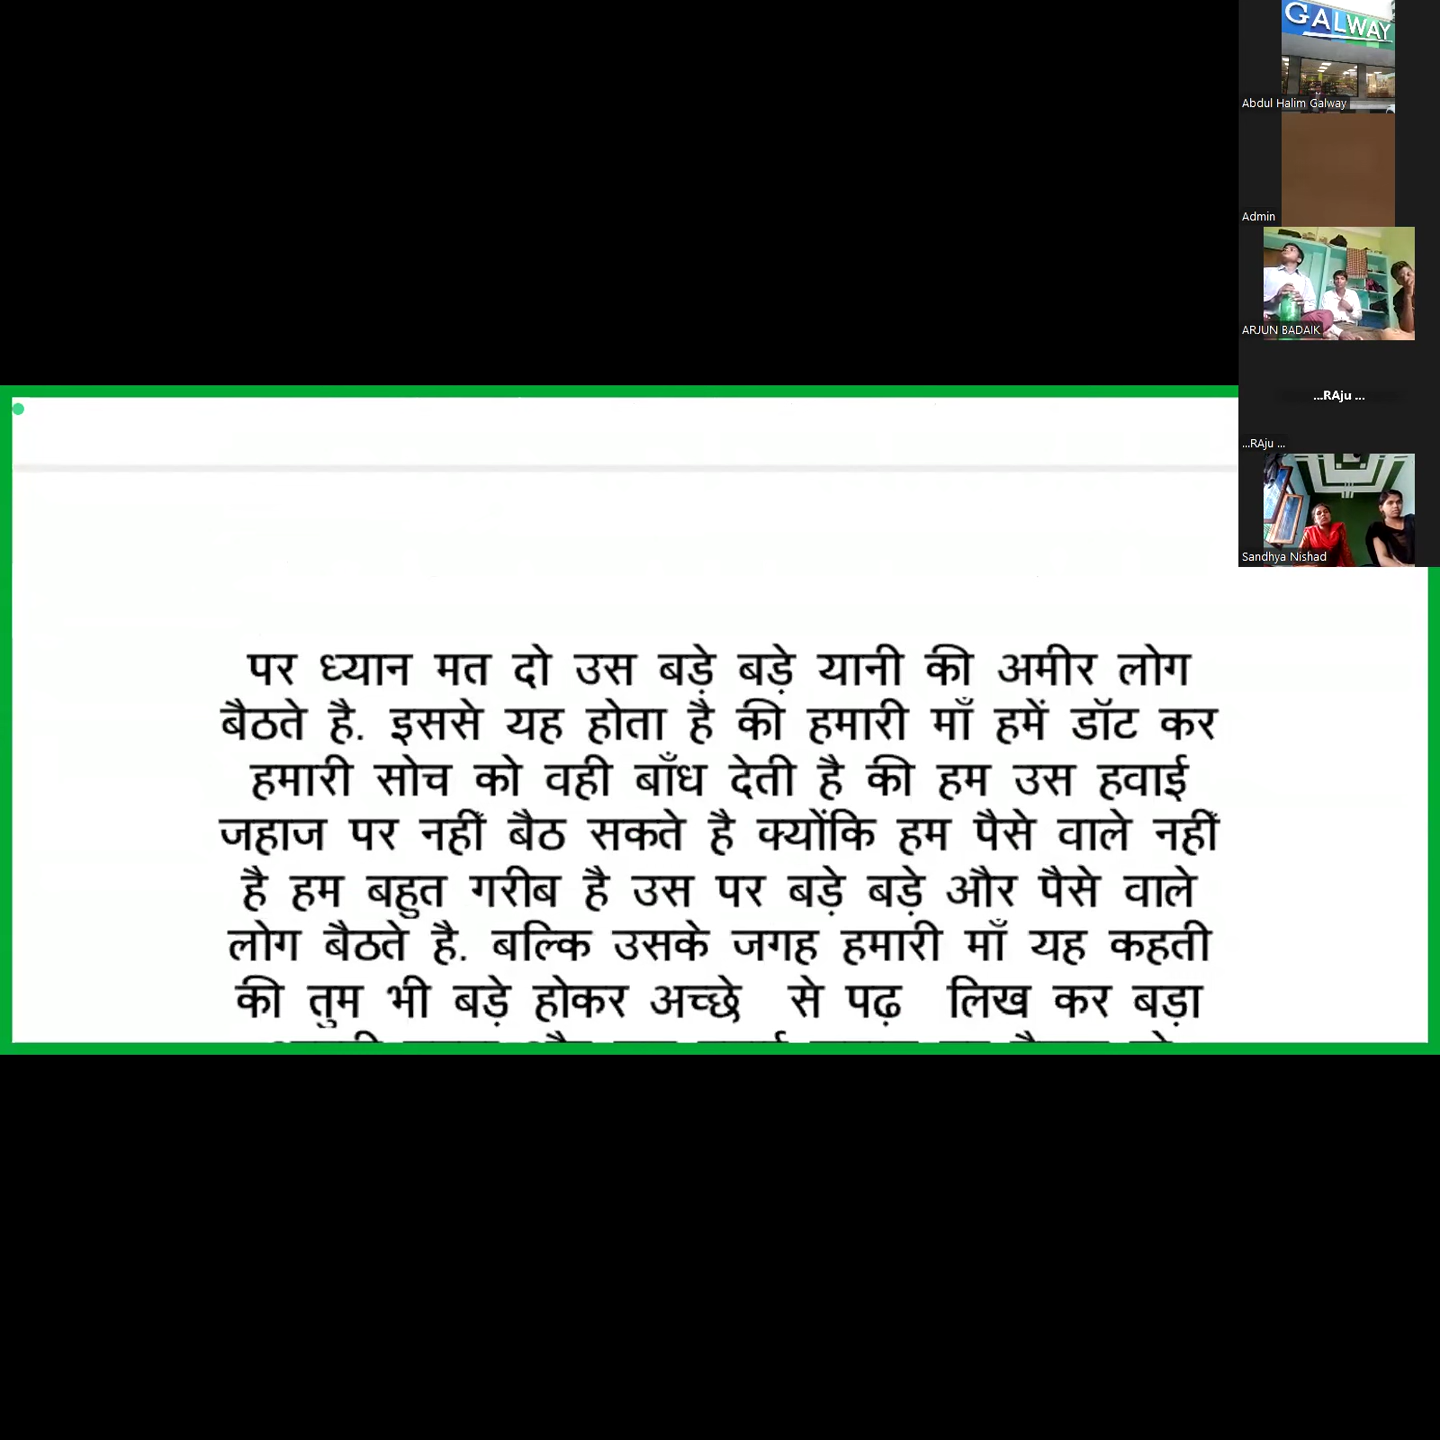 GALWAY
Abdul Halim Galway
Admin
ARJUN BADAIK
...RAju ...
...RAju ...
Sandhya Nishad
पर ध्यान मत दो उस बड़े बड़े यानी की अमीर लोग
बैठते है. इससे यह होता है की हमारी माँ हमें डॉट कर
हमारी सोच को वही बाँध देती है की हम उस हवाई
जहाज पर नहीं बैठ सकते है क्योंकि हम पैसे वाले नहीं
है हम बहुत गरीब है उस पर बड़े बड़े और पैसे वाले
लोग बैठते है. बल्कि उसके जगह हमारी माँ यह कहती
की तुम भी बड़े होकर अच्छे से पढ़ लिख कर बड़ा